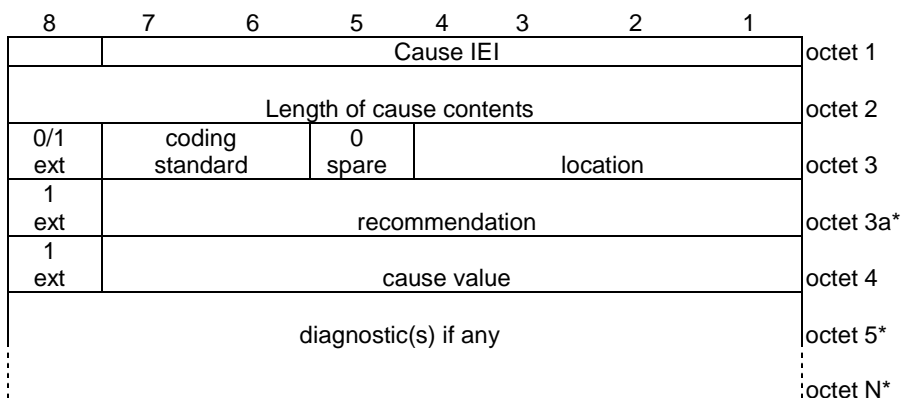 8 7 6 5 4 3 2 1
Cause IEI octet 1
Length of cause contents octet 2
0/1 coding 0
ext standard spare location octet 3
1
ext recommendation octet 3a*
1
ext cause value octet 4
diagnostic(s) if any octet 5*
octet N*